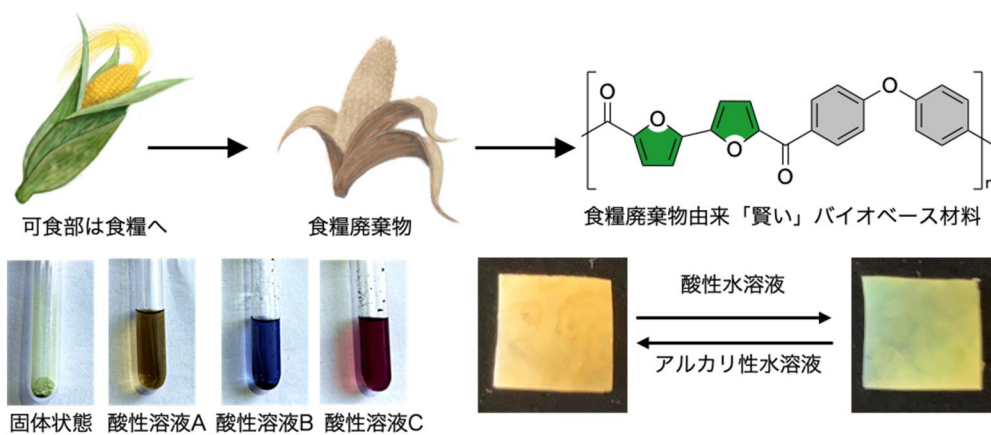 可食部は食糧へ
食糧廃棄物
O
O
O
O
O
n
食糧廃棄物由来「賢い」バイオベース材料
固体状態
酸性溶液A
酸性溶液B
酸性溶液C
酸性水溶液
アルカリ性水溶液